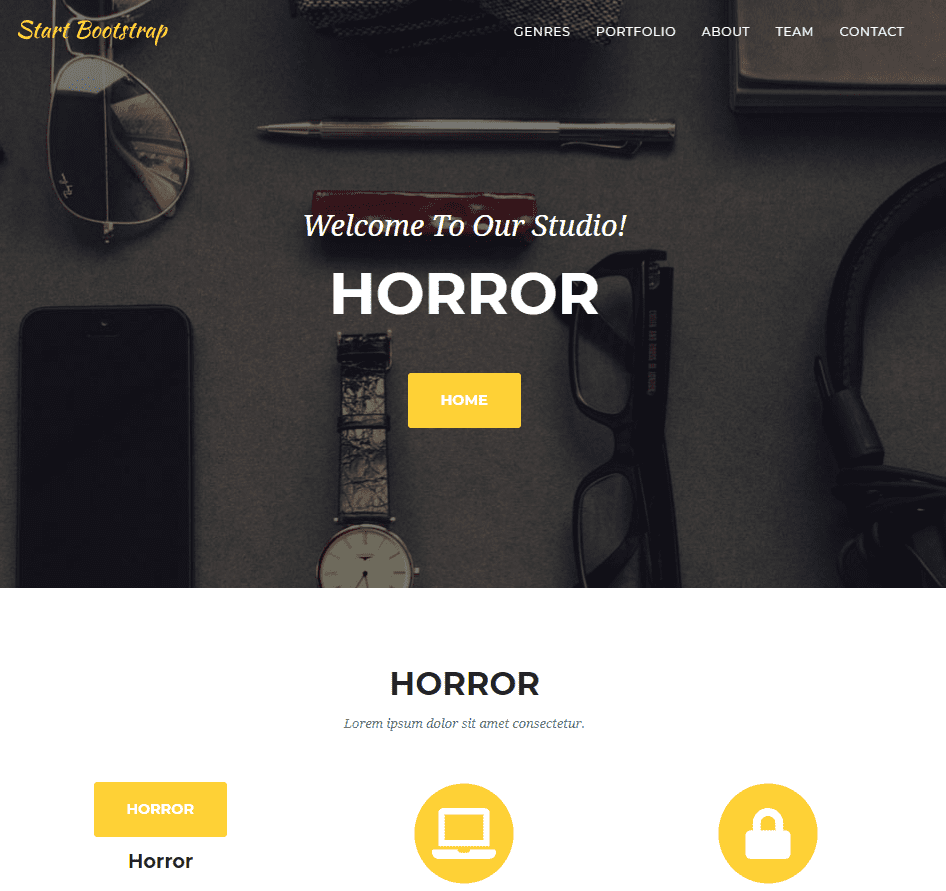 Start Bootstrap
GENRES PORTFOLIO ABOUT TEAM CONTACT
Welcome To Our Studio!
HORROR
HOME
HORROR
Lorem ipsum dolor sit amet consectetur.
HORROR
Horror